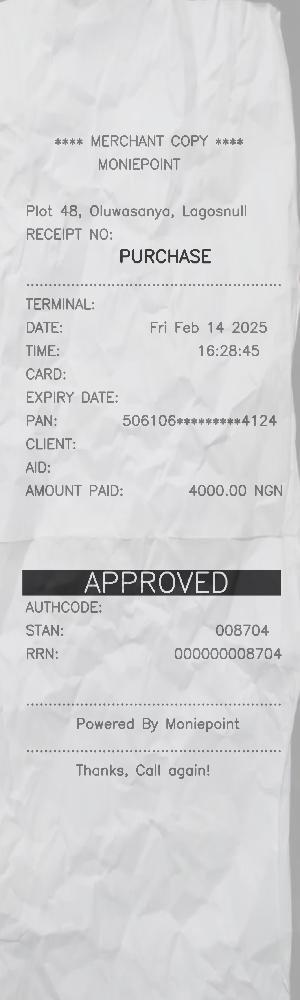 **** MERCHANT COPY ****
MONIEPOINT
Plot 48, Oluwasanya, Lagosnull
RECEIPT NO:
PURCHASE
TERMINAL:
DATE: Fri Feb 14 2025
TIME: 16:28:45
CARD:
EXPIRY DATE:
PAN: 506106*********4124
CLIENT:
AID:
AMOUNT PAID: 4000.00 NGN
APPROVED
AUTHCODE:
STAN: 008704
RRN: 000000008704
Powered By Moniepoint
Thanks, Call again!